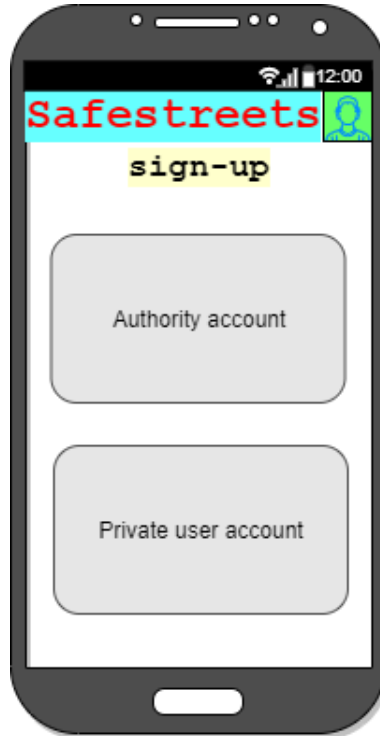 12:00
Safestreets
sign-up
Authority account
Private user account